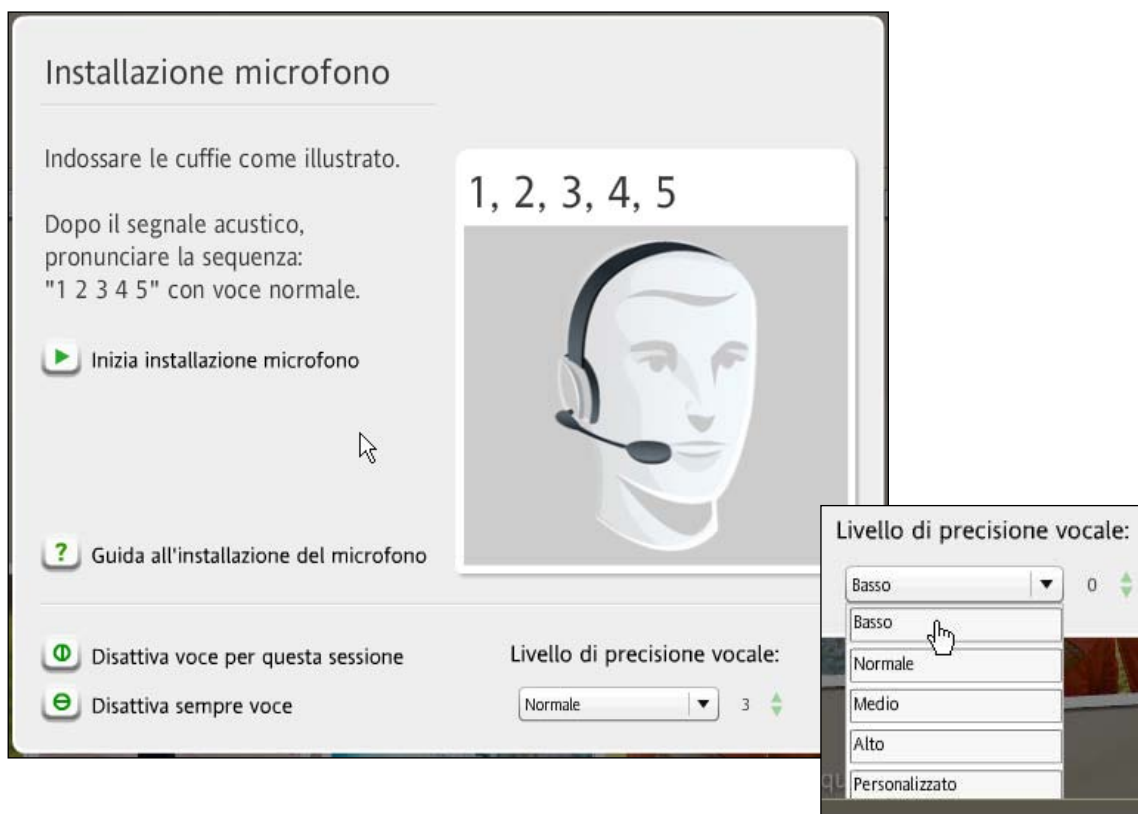 Installazione microfono
Indossare le cuffie come illustrato.
Dopo il segnale acustico,
pronunciare la sequenza:
"1 2 3 4 5" con voce normale.
Inizia installazione microfono
Guida all'installazione del microfono
1, 2, 3, 4, 5
Disattiva voce per questa sessione
Disattiva sempre voce
Livello di precisione vocale:
Normale 3
Livello di precisione vocale:
Basso 0
Basso
Normale
Medio
Alto
Personalizzato